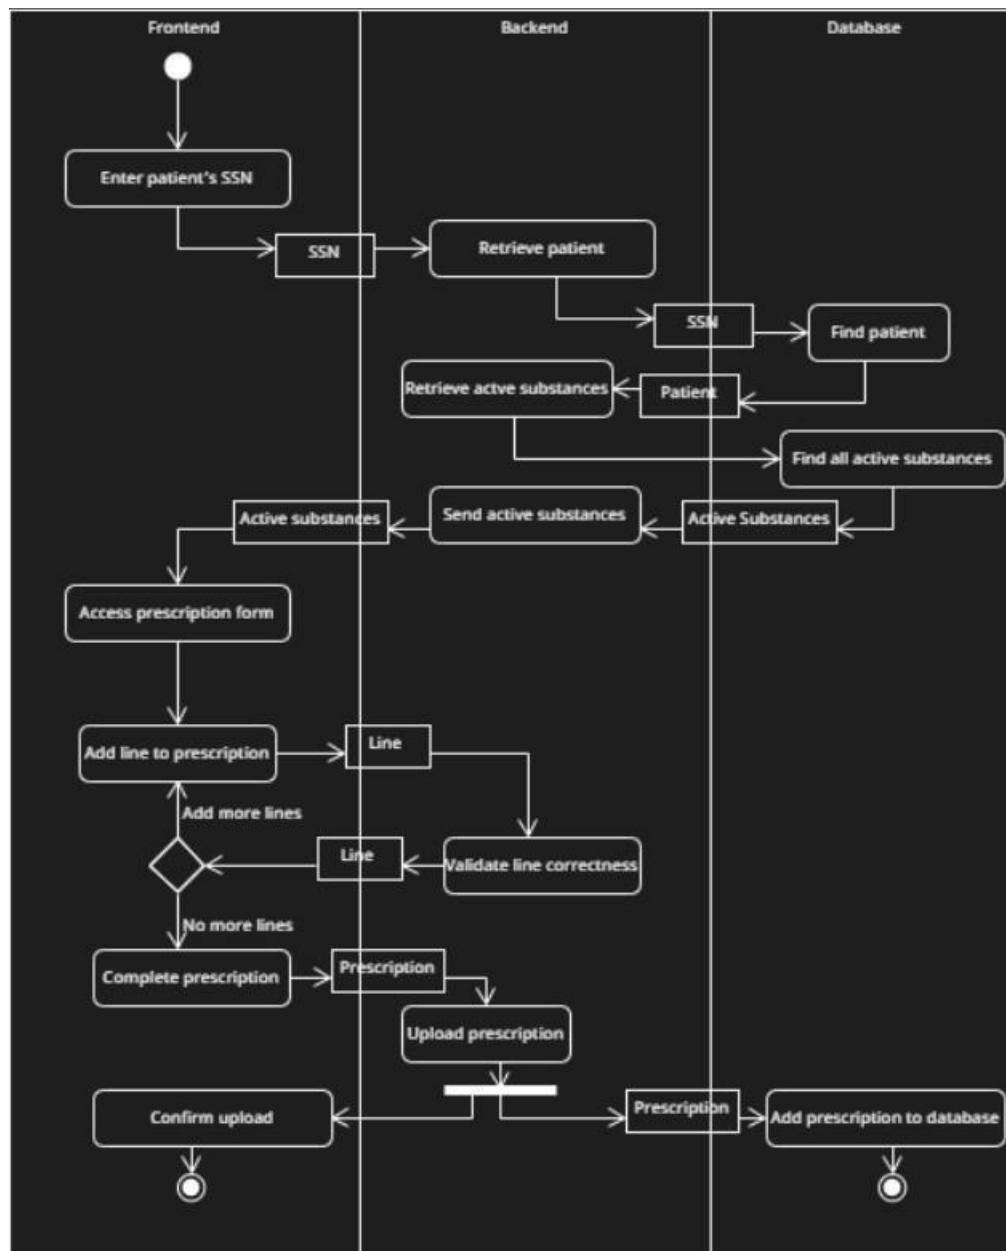 Frontend
Backend
Database
Enter patient's SSN
SSN
Retrieve patient
SSN
Find patient
Retrieve actve substances
Patient
Find all active substances
Active substances
Send active substances
Active Substances
Access prescription form
Add line to prescription
Line
Add more lines
Line
Validate line correctness
No more lines
Complete prescription
Prescription
Upload prescription
Confirm upload
Prescription
Add prescription to database